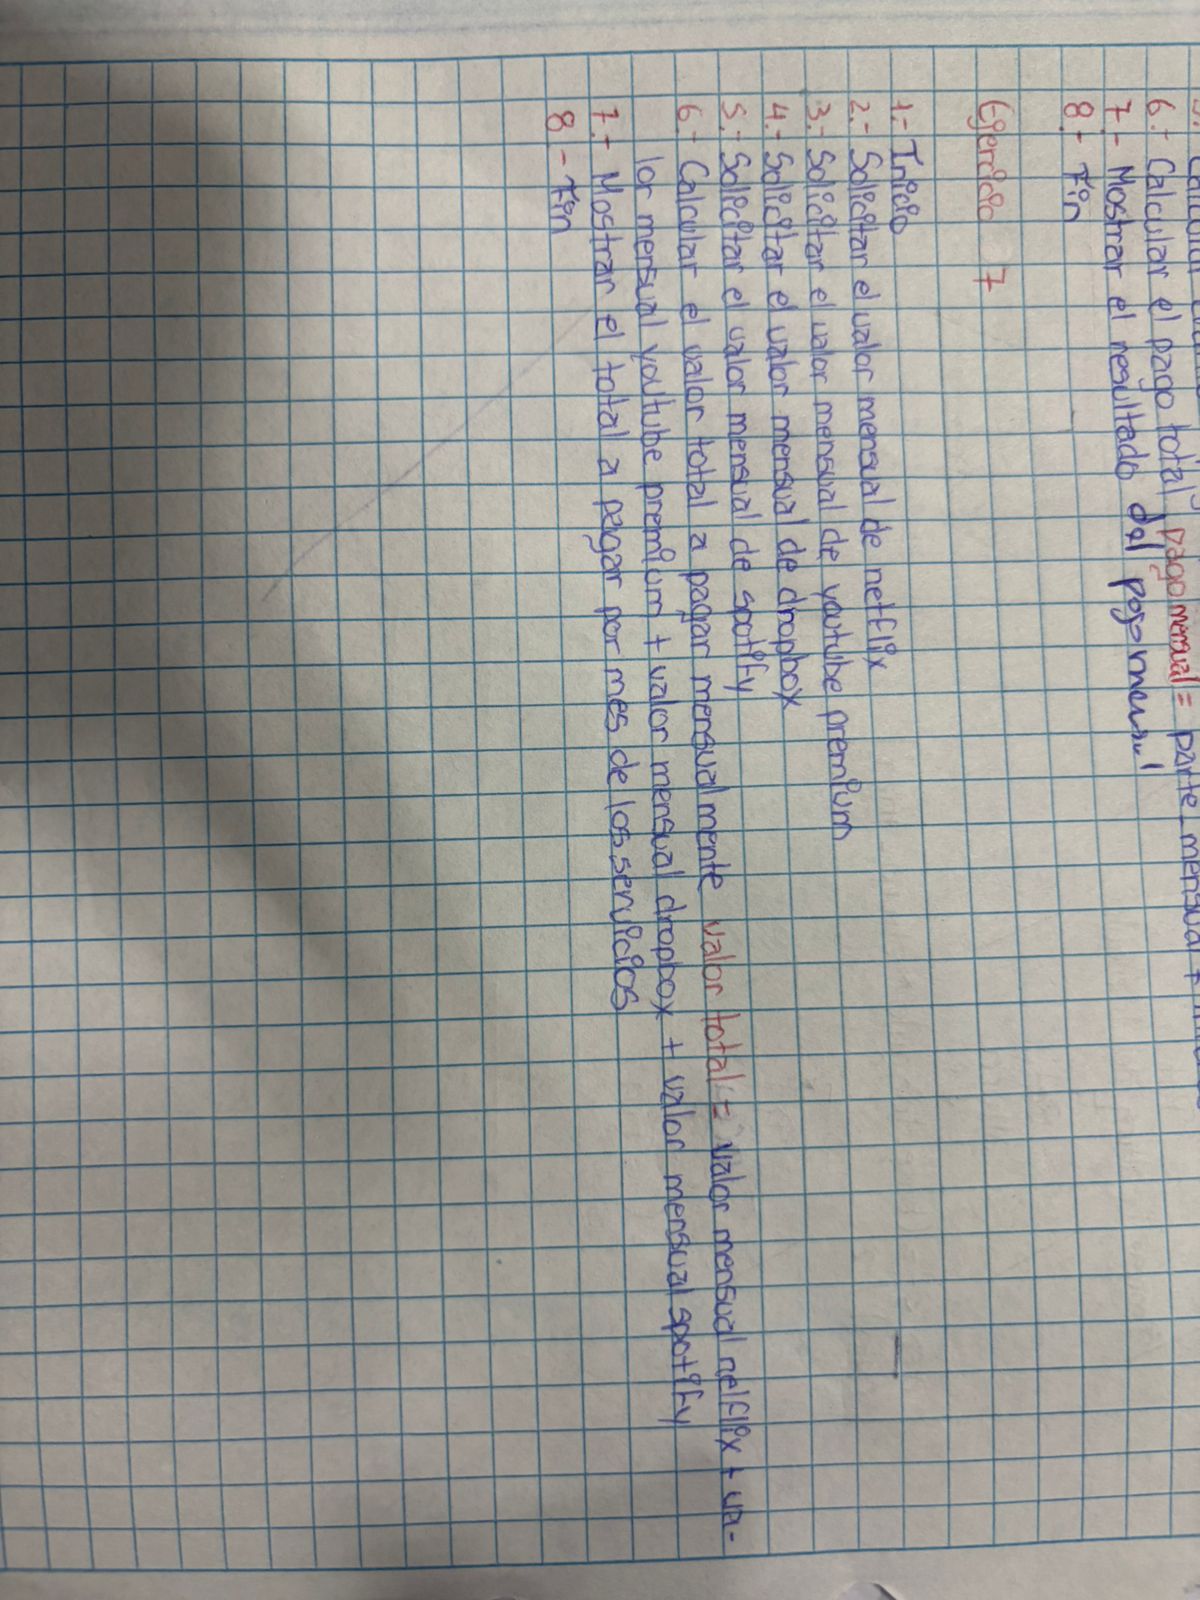 6.- Calcular el pago total pago mensual = parte_mensual +
7.- Mostrar el resultado del pago mensual
8.- Fin
Ejercicio 7
1.- Inicio
2.- Solicitar el valor mensual de netflix
3.- Solicitar el valor mensual de youtube premium
4.- Solicitar el valor mensual de dropbox
5.- Solicitar el valor mensual de spotify
6.- Calcular el valor total a pagar mensualmente valor total = valor mensual netflix + va-
lor mensual youtube premium + valor mensual dropbox + valor mensual spotify
7.- Mostrar el total a pagar por mes de los servicios
8.- Fin